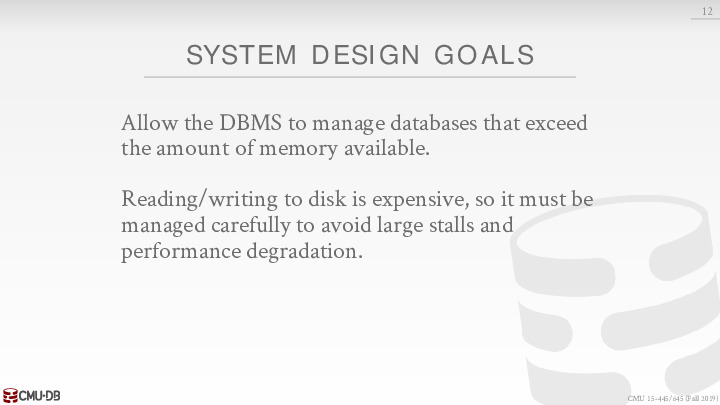 12
SYSTEM DESIGN GOALS
Allow the DBMS to manage databases that exceed
the amount of memory available.
Reading/writing to disk is expensive, so it must be
managed carefully to avoid large stalls and
performance degradation.
CMU·DB
CMU 15-445/645 (Fall 2019)